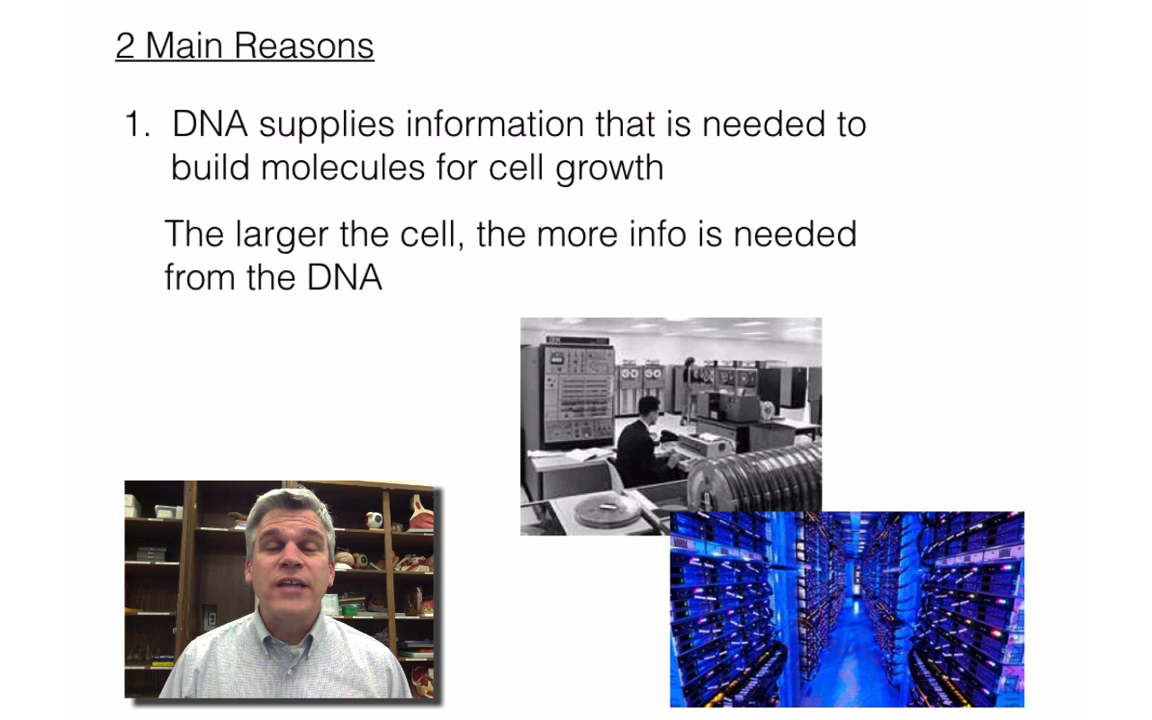 2 Main Reasons
1. DNA supplies information that is needed to
build molecules for cell growth
The larger the cell, the more info is needed
from the DNA